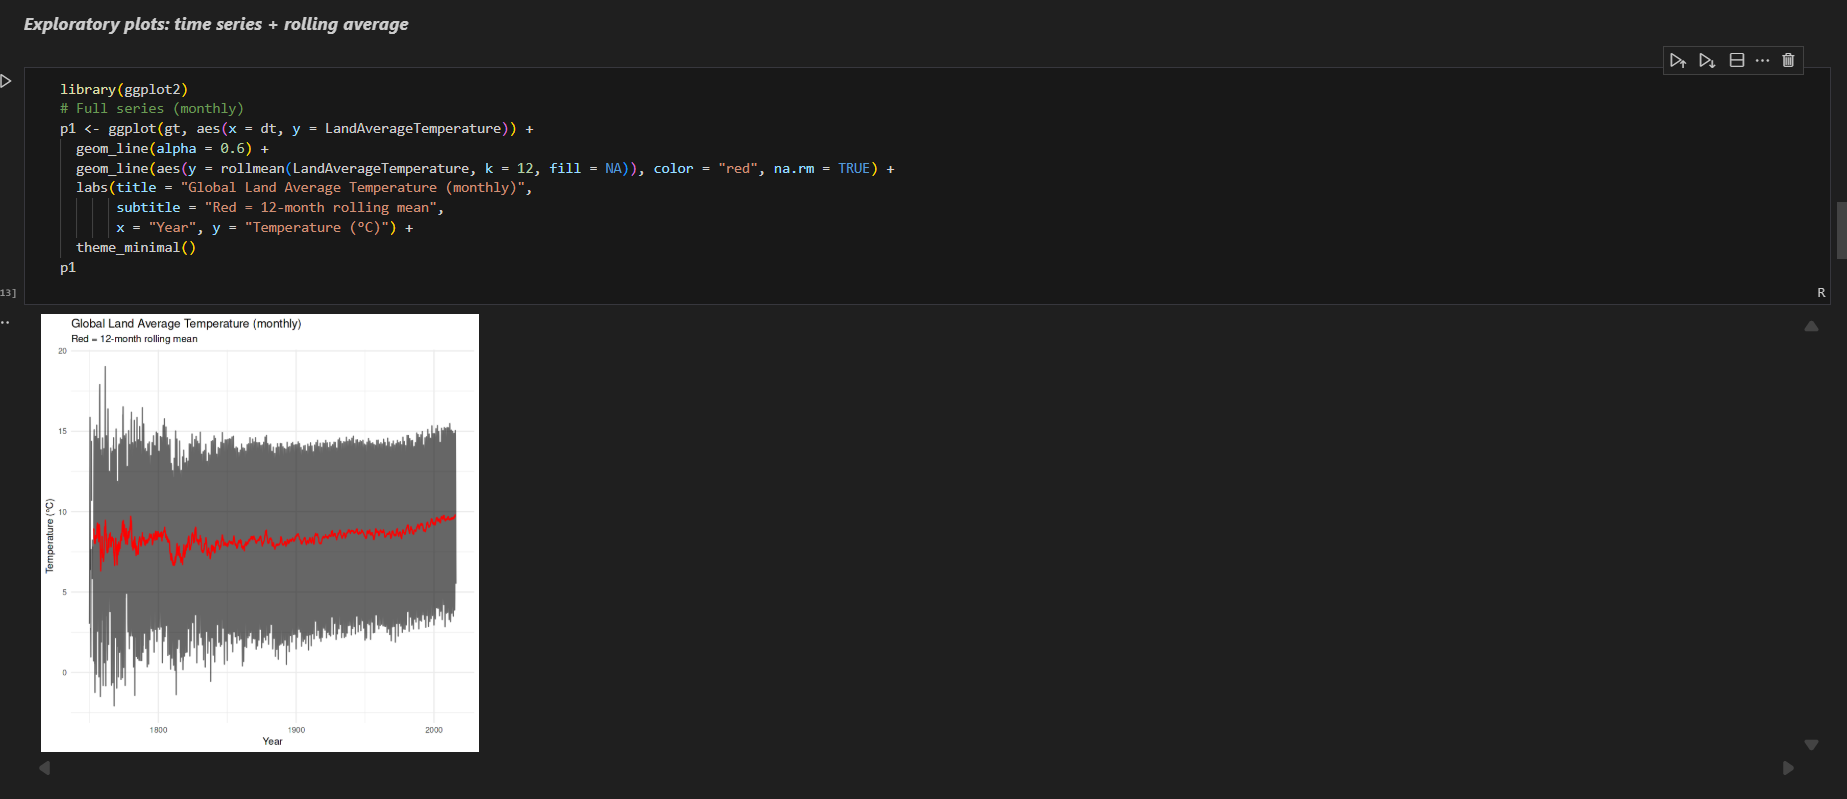 Exploratory plots: time series + rolling average
library(ggplot2)
# Full series (monthly)
p1 <- ggplot(gt, aes(x = dt, y = LandAverageTemperature)) +
geom_line(alpha = 0.6) +
geom_line(aes(y = rollmean(LandAverageTemperature, k = 12, fill = NA)), color = "red", na.rm = TRUE) +
labs(title = "Global Land Average Temperature (monthly)",
subtitle = "Red = 12-month rolling mean",
x = "Year", y = "Temperature (°C)") +
theme_minimal()
p1
13]
R
Global Land Average Temperature (monthly)
Red = 12-month rolling mean
20
15
10
5
0
Temperature (°C)
1800
1900
2000
Year